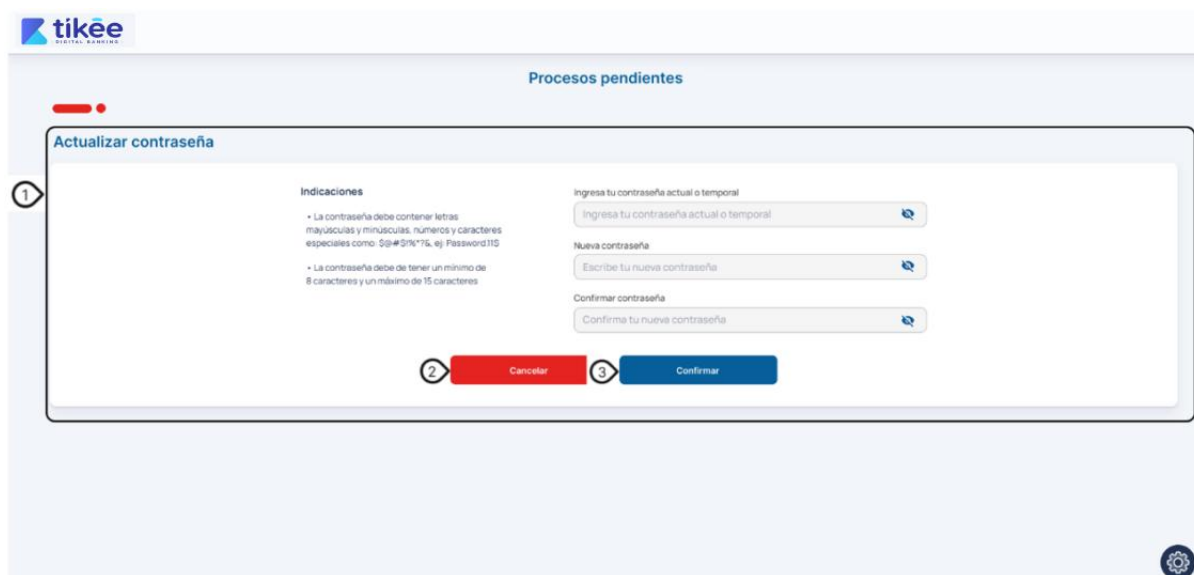 tikēe
DIGITAL BANKING
Procesos pendientes
Actualizar contraseña
1
Indicaciones
• La contraseña debe contener letras
mayúsculas y minúsculas, números y caracteres
especiales como: $@#$!%*?&, ej: Password.11$
• La contraseña debe de tener un mínimo de
8 caracteres y un máximo de 15 caracteres
Ingresa tu contraseña actual o temporal
Ingresa tu contraseña actual o temporal
Nueva contraseña
Escribe tu nueva contraseña
Confirmar contraseña
Confirma tu nueva contraseña
2
Cancelar
3
Confirmar